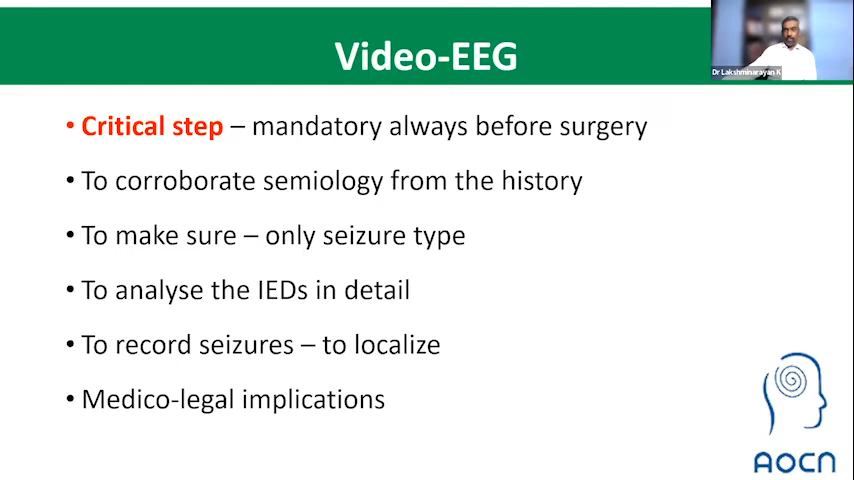 Video-EEG
Dr Lakshminarayan K
• Critical step – mandatory always before surgery
• To corroborate semiology from the history
• To make sure – only seizure type
• To analyse the IEDs in detail
• To record seizures – to localize
• Medico-legal implications
AOCN